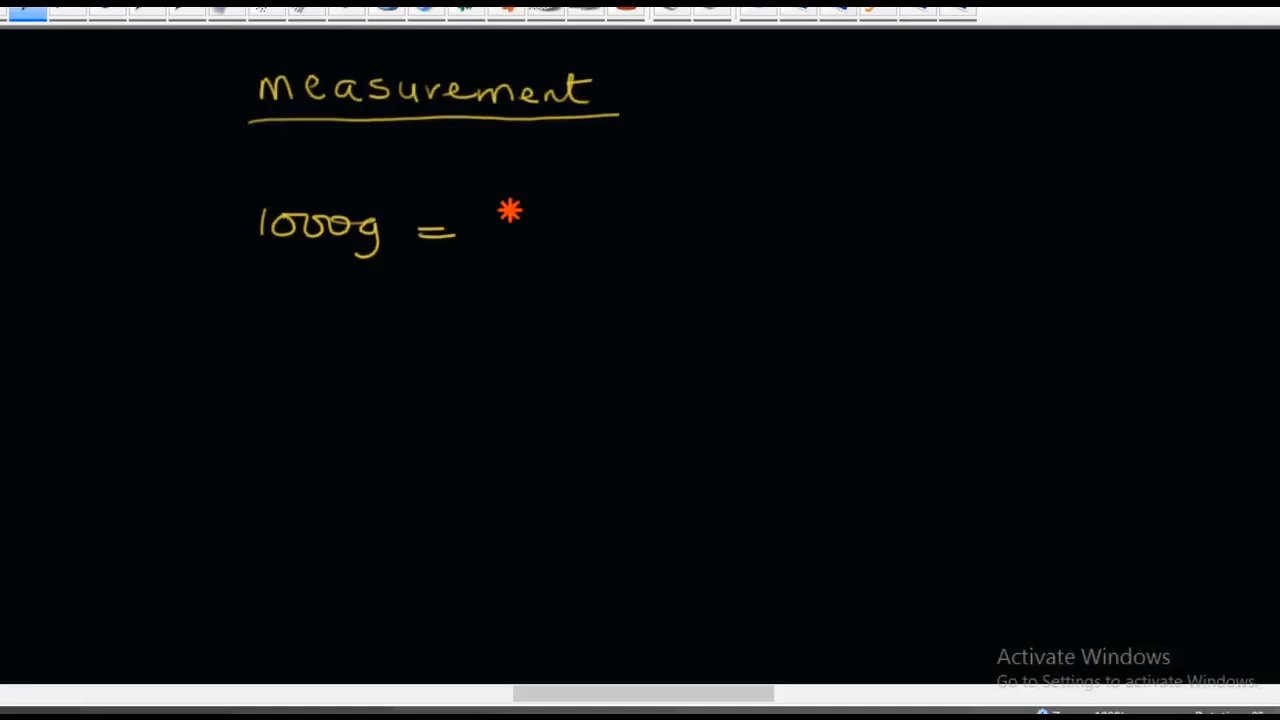 measurement
1000g =
Activate Windows
Go to Settings to activate Windows.